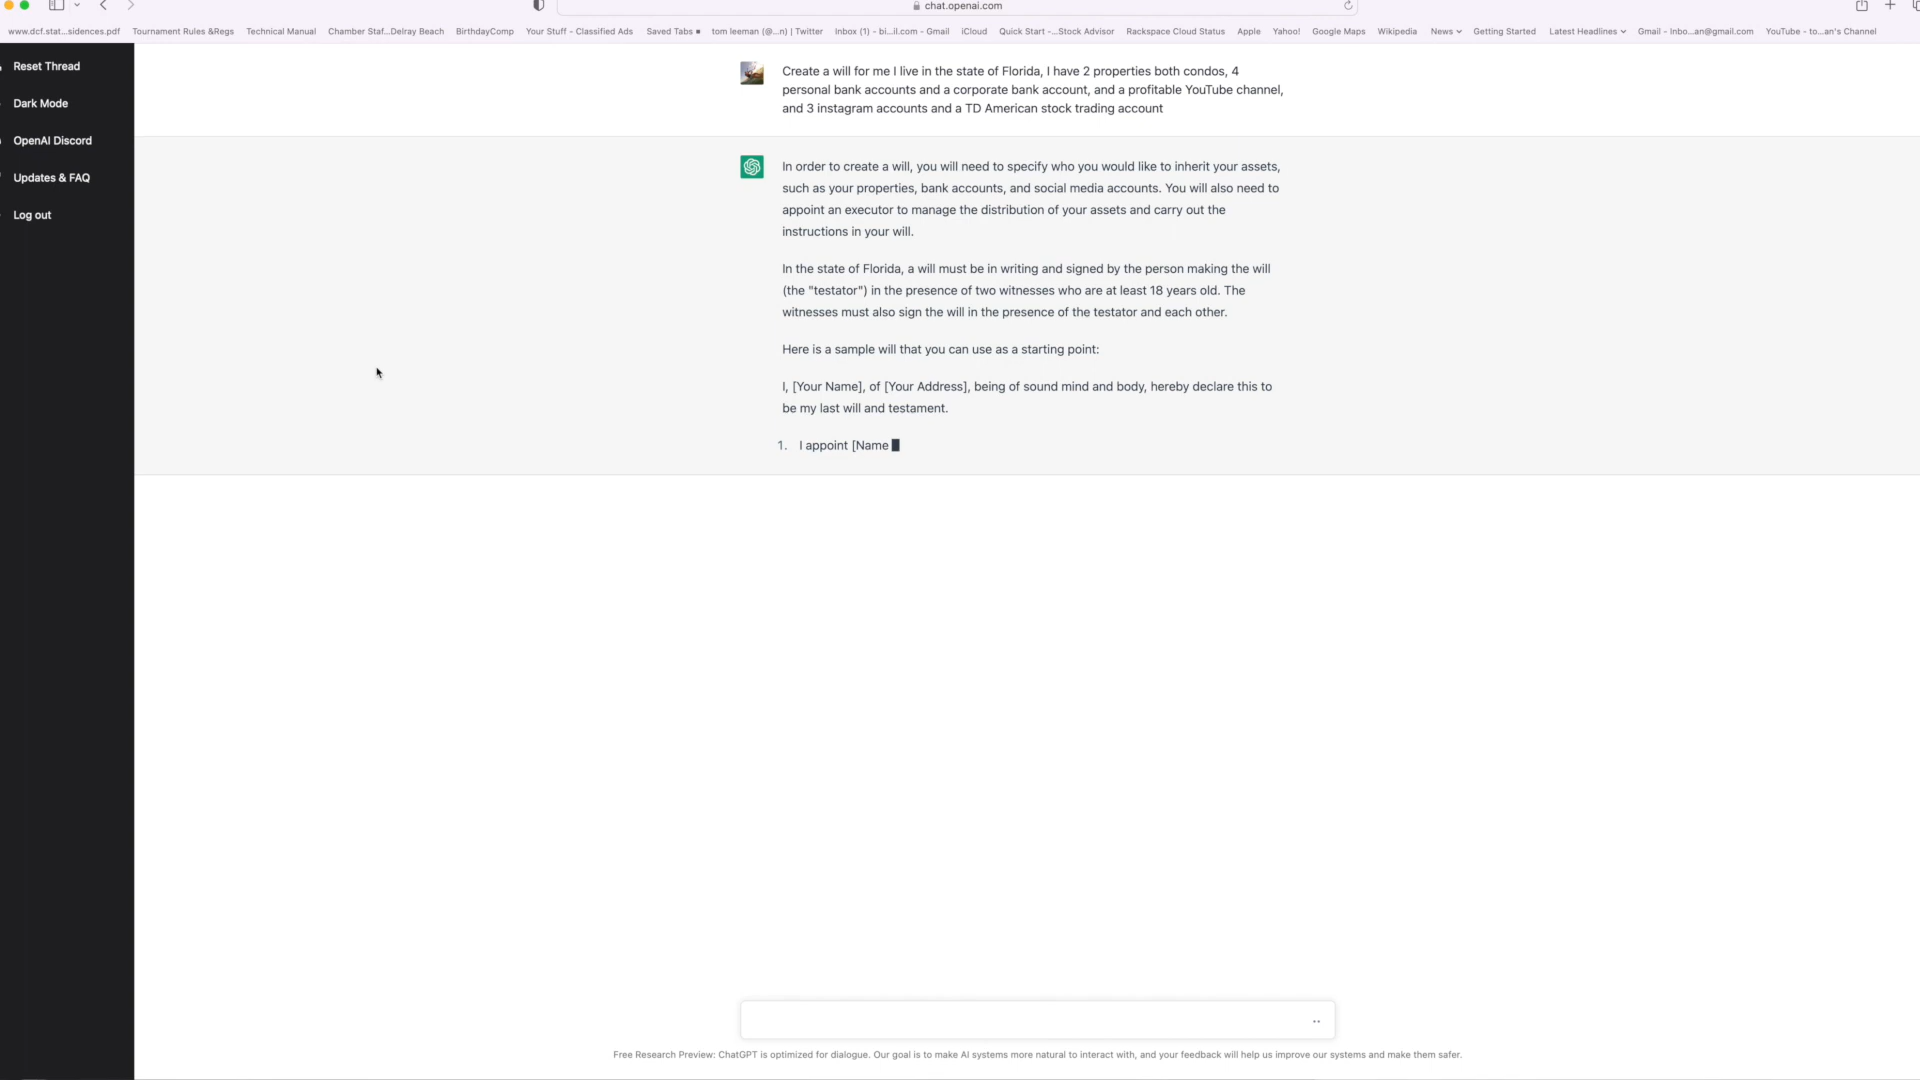 chat.openai.com
www.dcf.stat...sidences.pdf Tournament Rules &Regs Technical Manual Chamber Staf...Delray Beach BirthdayComp Your Stuff - Classified Ads Saved Tabs tom leeman (@...n) | Twitter Inbox (1) - bi...il.com - Gmail iCloud Quick Start -...Stock Advisor Rackspace Cloud Status Apple Yahoo! Google Maps Wikipedia News Getting Started Latest Headlines Gmail - Inbo...an@gmail.com YouTube - to...an's Channel
Reset Thread
Dark Mode
OpenAI Discord
Updates & FAQ
Log out
Create a will for me I live in the state of Florida, I have 2 properties both condos, 4
personal bank accounts and a corporate bank account, and a profitable YouTube channel,
and 3 instagram accounts and a TD American stock trading account
In order to create a will, you will need to specify who you would like to inherit your assets,
such as your properties, bank accounts, and social media accounts. You will also need to
appoint an executor to manage the distribution of your assets and carry out the
instructions in your will.
In the state of Florida, a will must be in writing and signed by the person making the will
(the "testator") in the presence of two witnesses who are at least 18 years old. The
witnesses must also sign the will in the presence of the testator and each other.
Here is a sample will that you can use as a starting point:
I, [Your Name], of [Your Address], being of sound mind and body, hereby declare this to
be my last will and testament.
1. I appoint [Name
Free Research Preview: ChatGPT is optimized for dialogue. Our goal is to make AI systems more natural to interact with, and your feedback will help us improve our systems and make them safer.